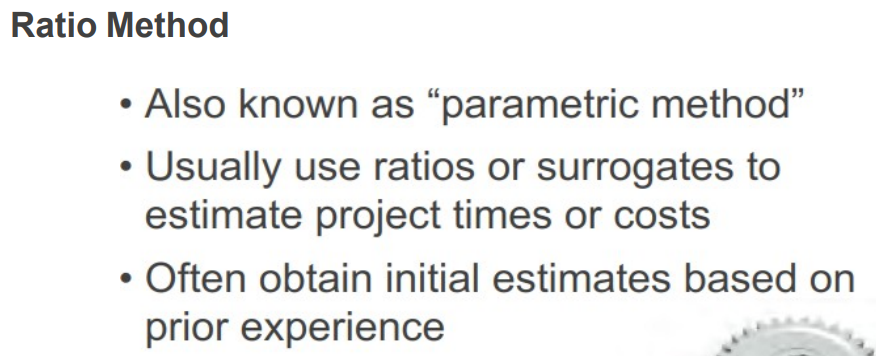 Ratio Method
• Also known as “parametric method”
• Usually use ratios or surrogates to
estimate project times or costs
• Often obtain initial estimates based on
prior experience